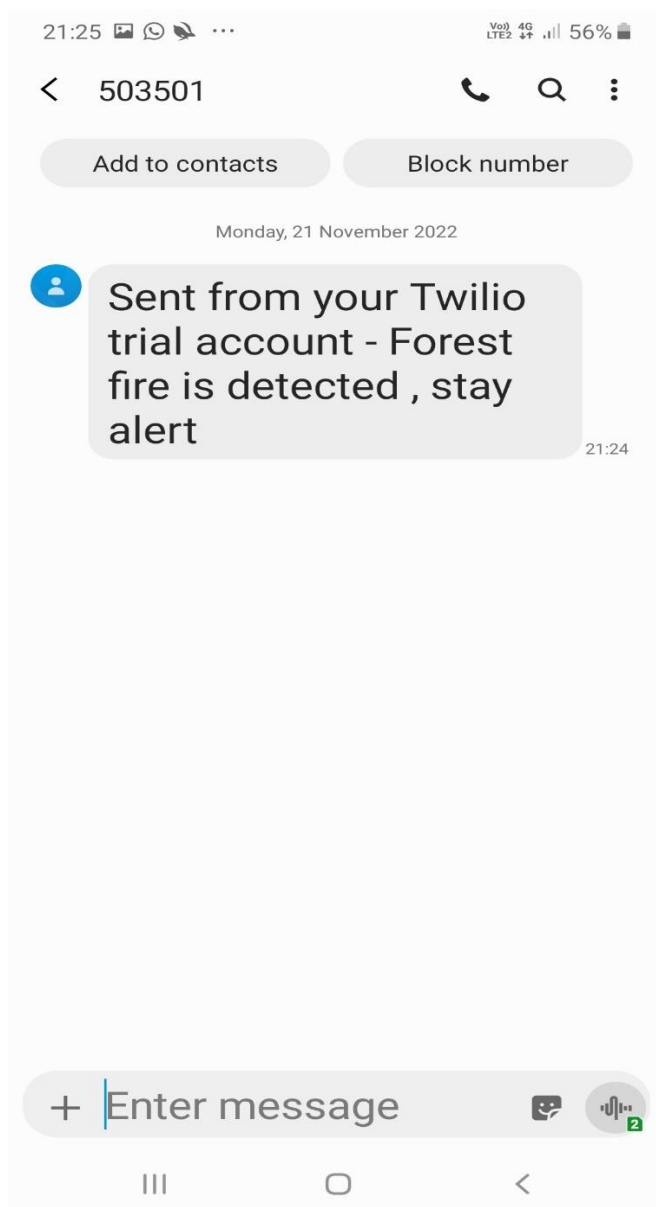 21:25 ... Vo)) LTE2 4G 56%
503501
Add to contacts Block number
Monday, 21 November 2022
Sent from your Twilio
trial account - Forest
fire is detected , stay
alert
21:24
Enter message
2